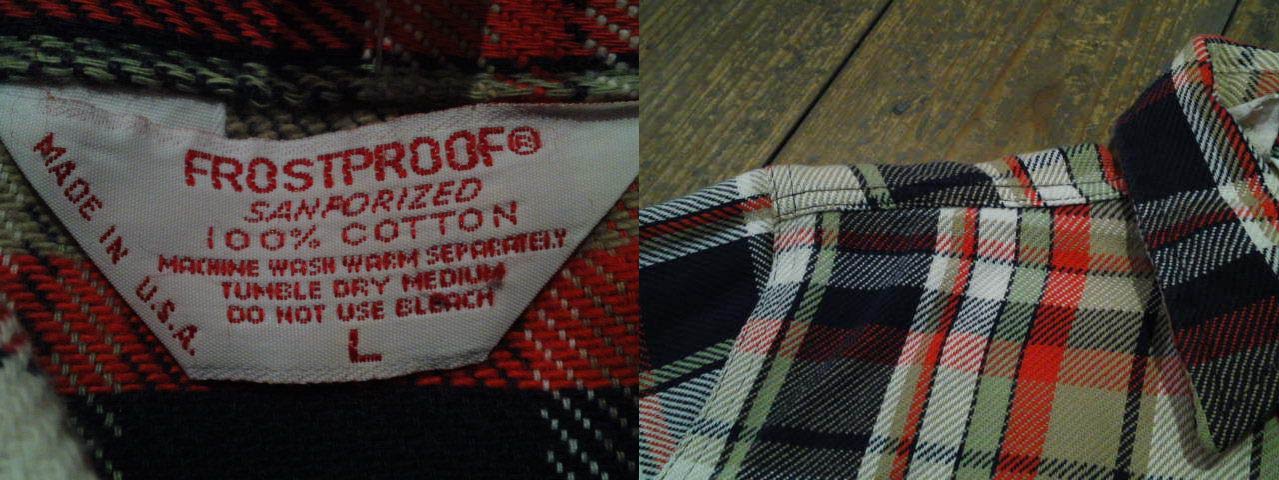 FROSTPROOF®
SANFORIZED
100% COTTON
MACHINE WASH WARM SEPARATELY
TUMBLE DRY MEDIUM
DO NOT USE BLEACH
L
MADE IN U.S.A.